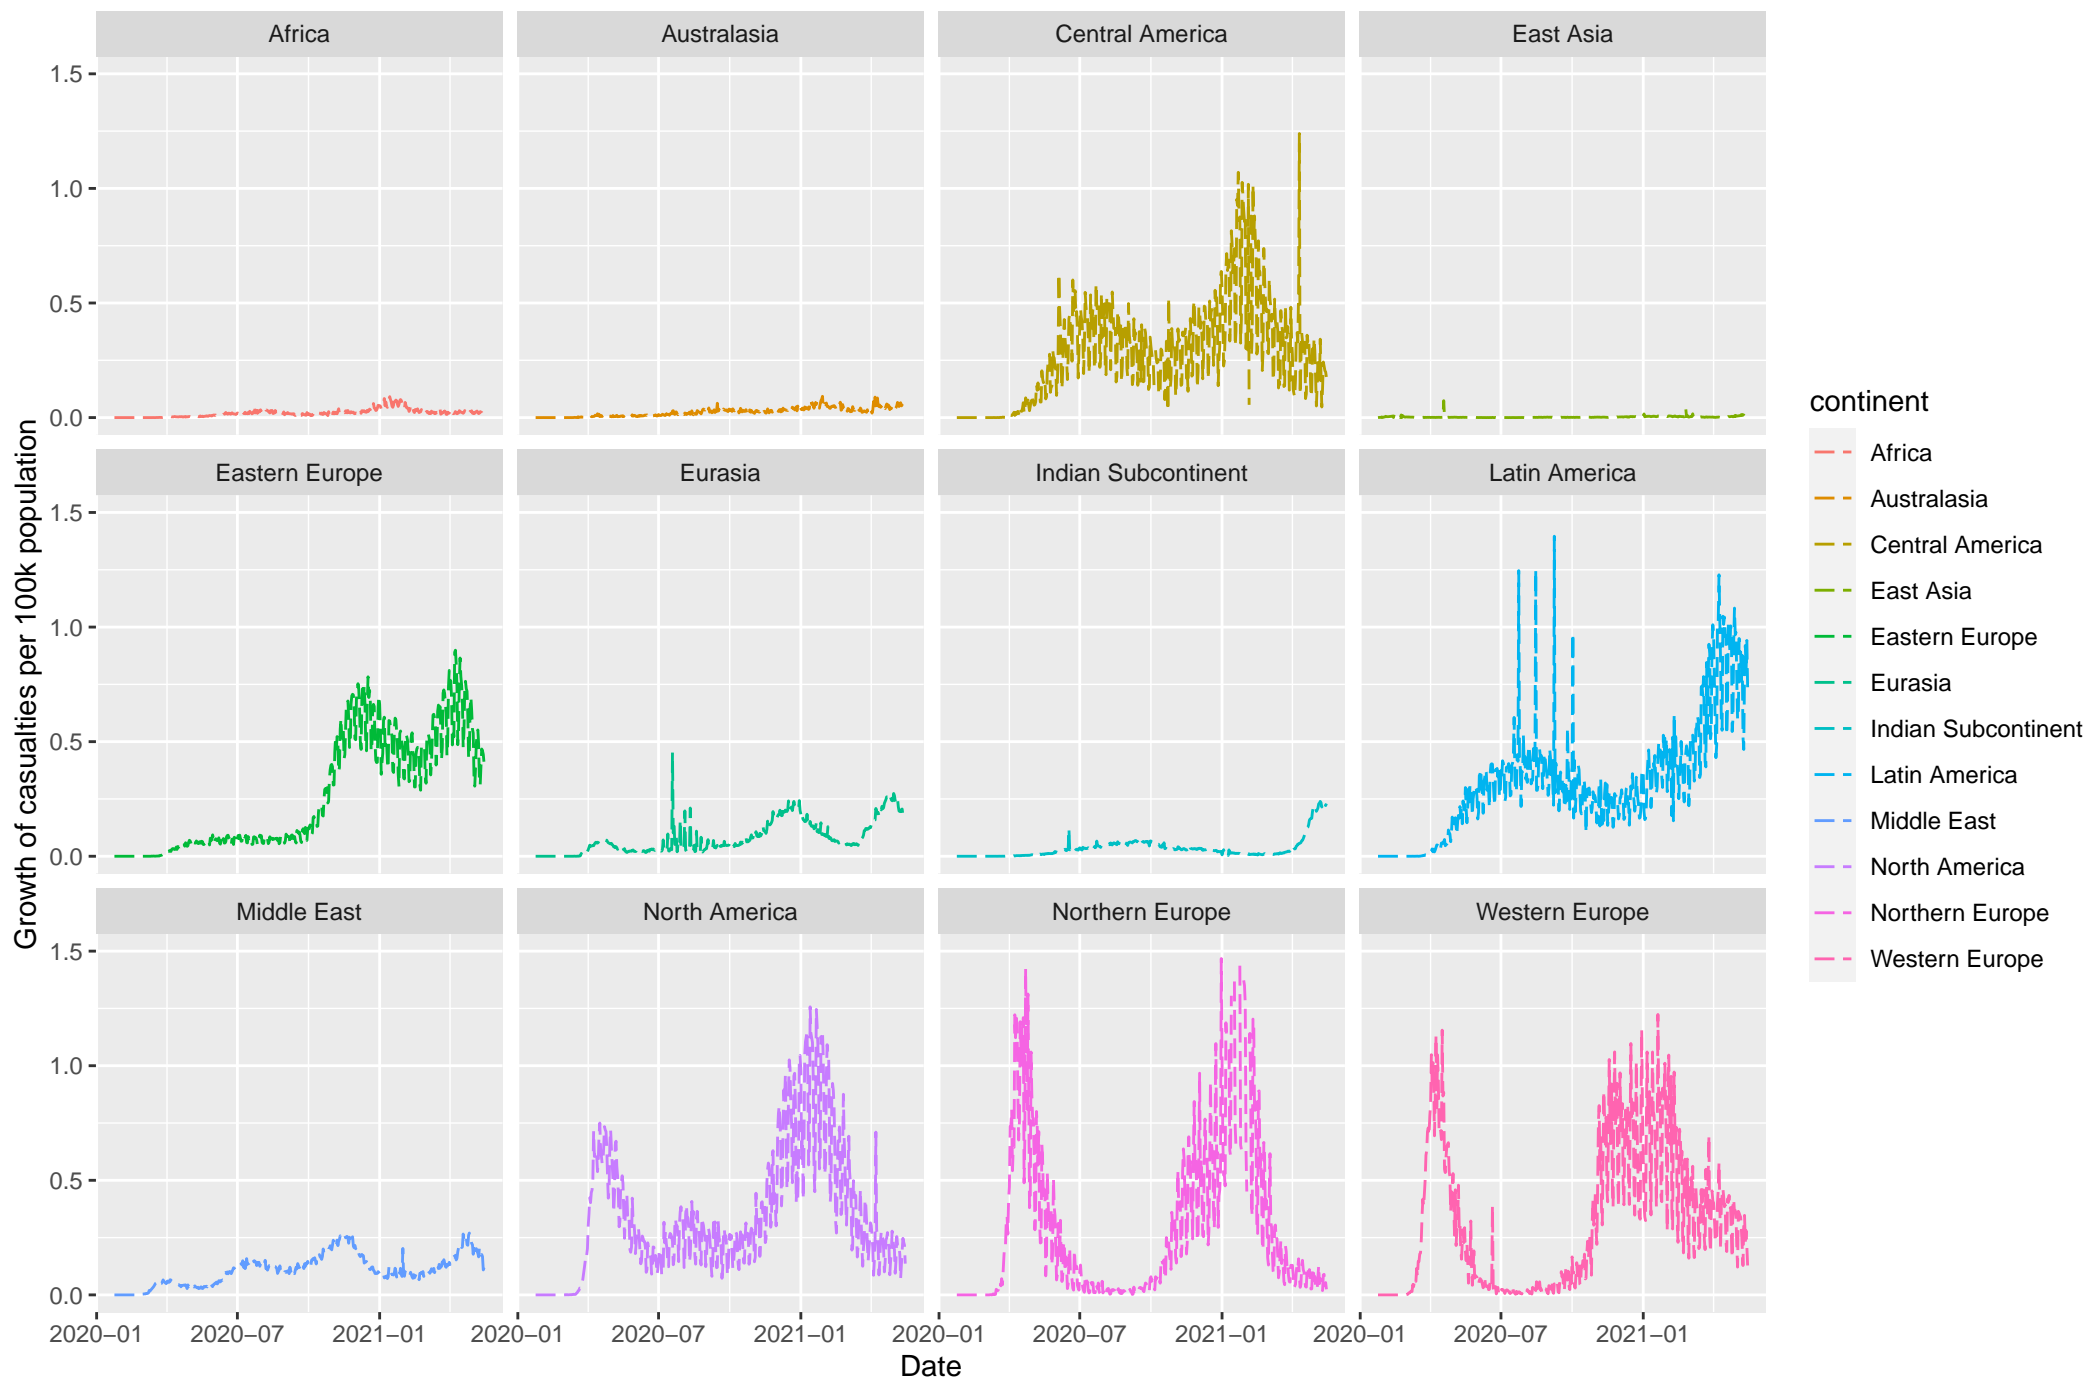 Africa
Australasia
Central America
East Asia
1.5
1.0
0.5
0.0
Eastern Europe
Eurasia
Indian Subcontinent
Latin America
1.5
1.0
0.5
0.0
Middle East
North America
Northern Europe
Western Europe
1.5
1.0
0.5
0.0
2020–01
2020–07
2021–01
2020–01
2020–07
2021–01
2020–01
2020–07
2021–01
2020–01
2020–07
2021–01
Date
Growth of casualties per 100k population
continent
Africa
Australasia
Central America
East Asia
Eastern Europe
Eurasia
Indian Subcontinent
Latin America
Middle East
North America
Northern Europe
Western Europe